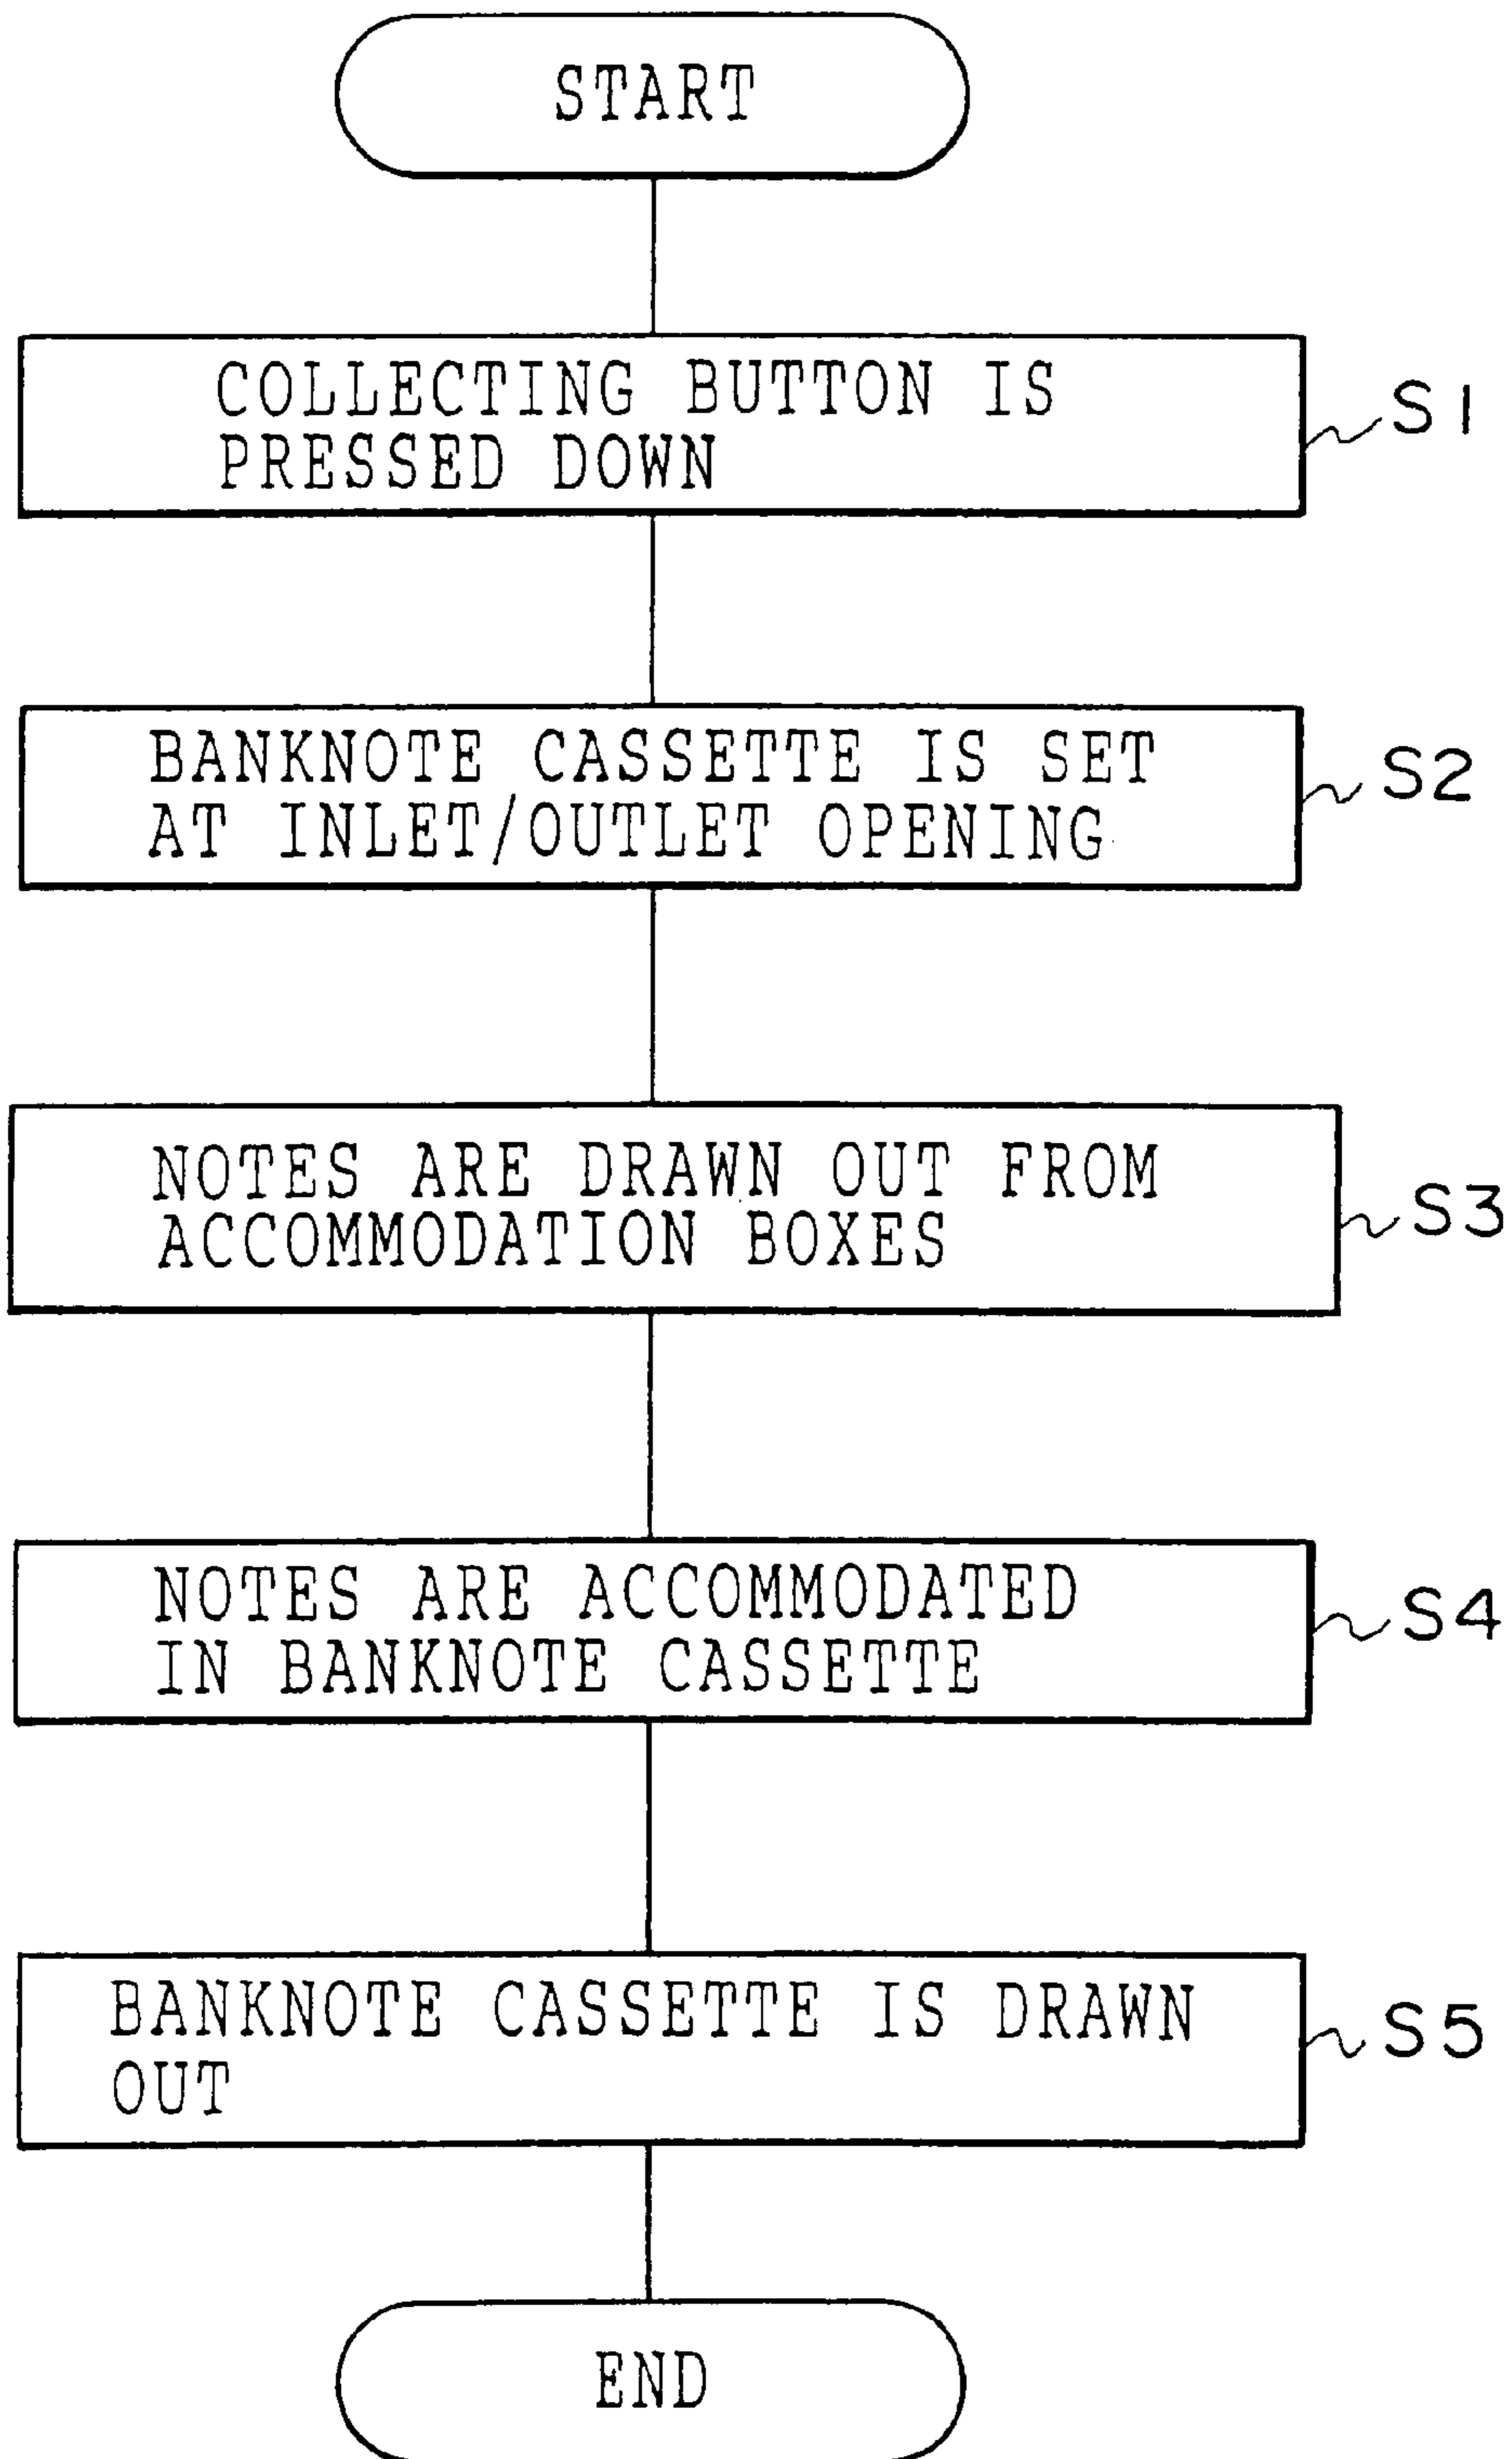 START
COLLECTING BUTTON IS
PRESSED DOWN
S1
BANKNOTE CASSETTE IS SET
AT INLET/OUTLET OPENING
S2
NOTES ARE DRAWN OUT FROM
ACCOMMODATION BOXES
S3
NOTES ARE ACCOMMODATED
IN BANKNOTE CASSETTE
S4
BANKNOTE CASSETTE IS DRAWN
OUT
S5
END